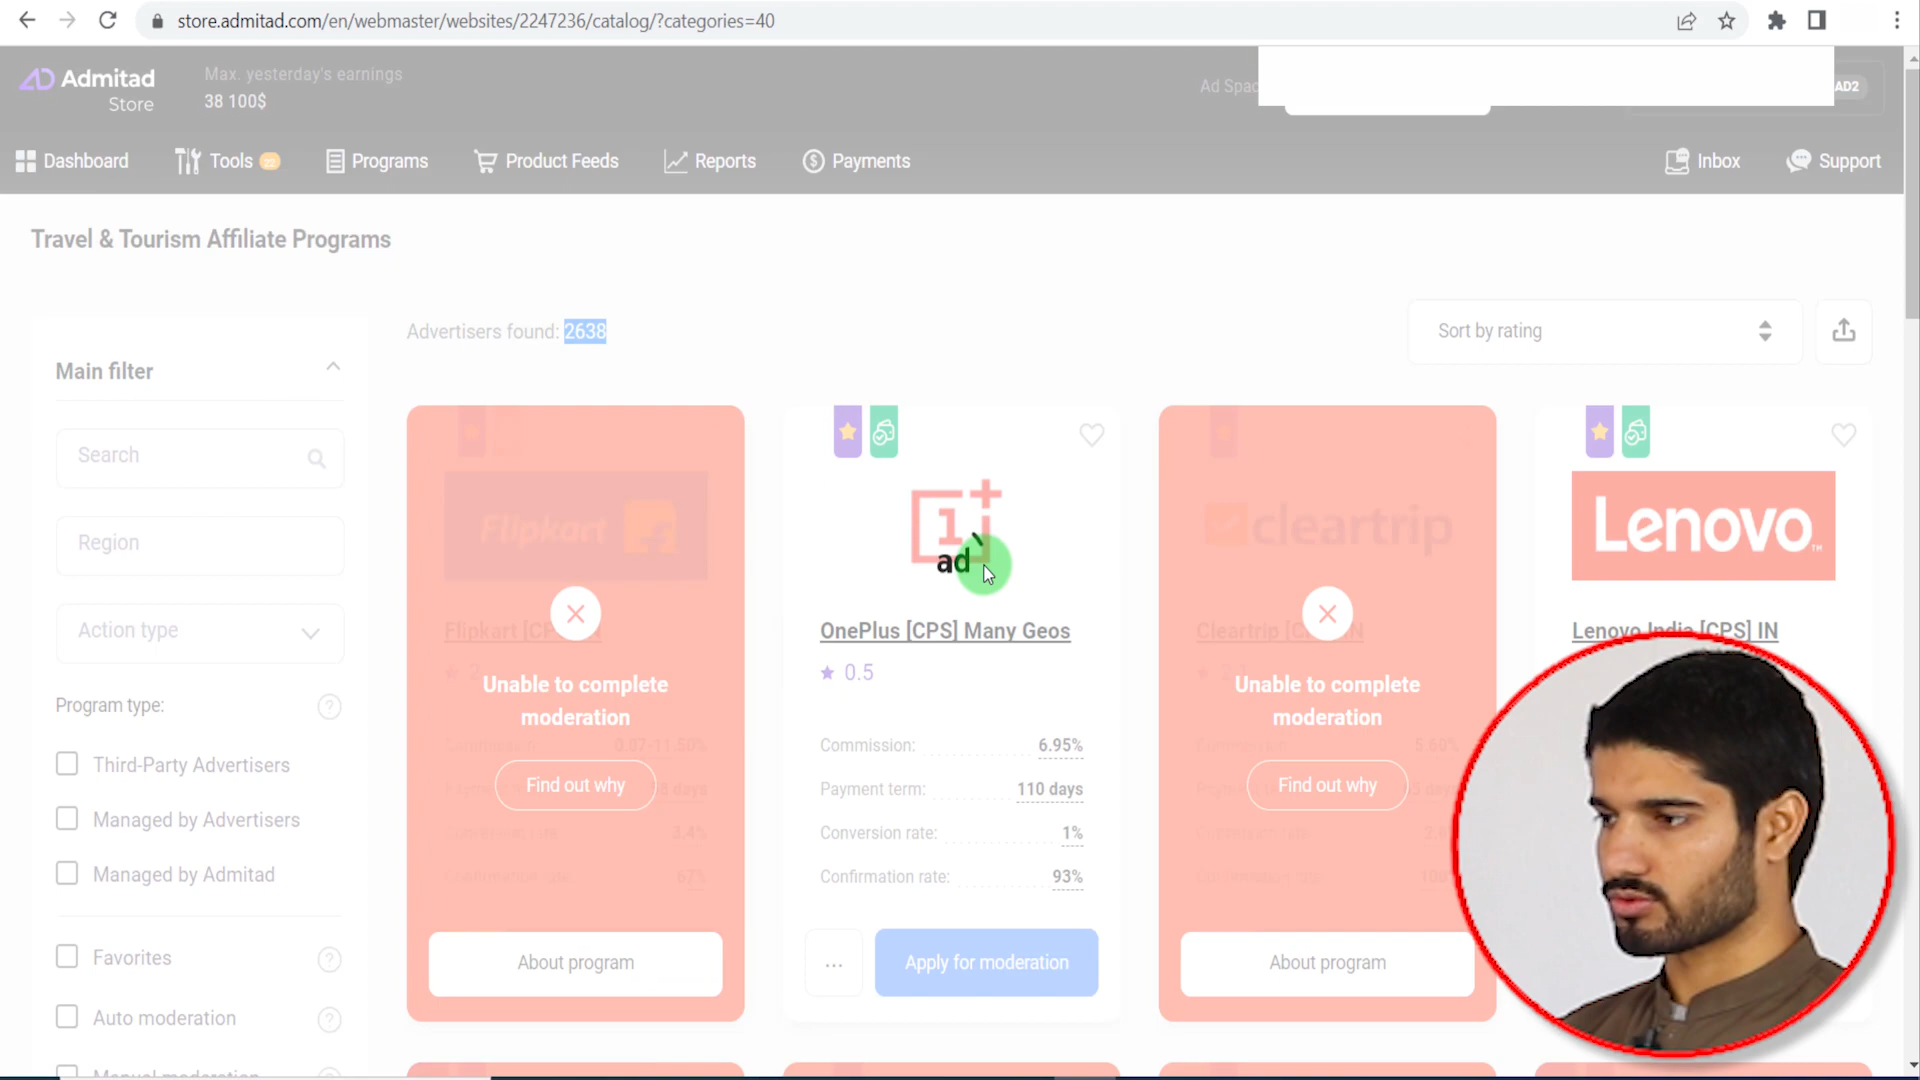 store.admitad.com/en/webmaster/websites/2247236/catalog/?categories=40
Admitad
Store
Max. yesterday's earnings
38 100$
Ad Spac
AD2
Dashboard
Tools
Programs
Product Feeds
Reports
Payments
Inbox
Support
Travel & Tourism Affiliate Programs
Advertisers found: 2638
Sort by rating
Main filter
Search
Region
Action type
Program type:
Third-Party Advertisers
Managed by Advertisers
Managed by Admitad
Favorites
Auto moderation
Manual moderation
Flipkart
Unable to complete
moderation
Find out why
About program
ad
OnePlus [CPS] Many Geos
0.5
Commission: 6.95%
Payment term: 110 days
Conversion rate: 1%
Confirmation rate: 93%
...
Apply for moderation
cleartrip
Unable to complete
moderation
Find out why
About program
Lenovo
Lenovo India [CPS] IN